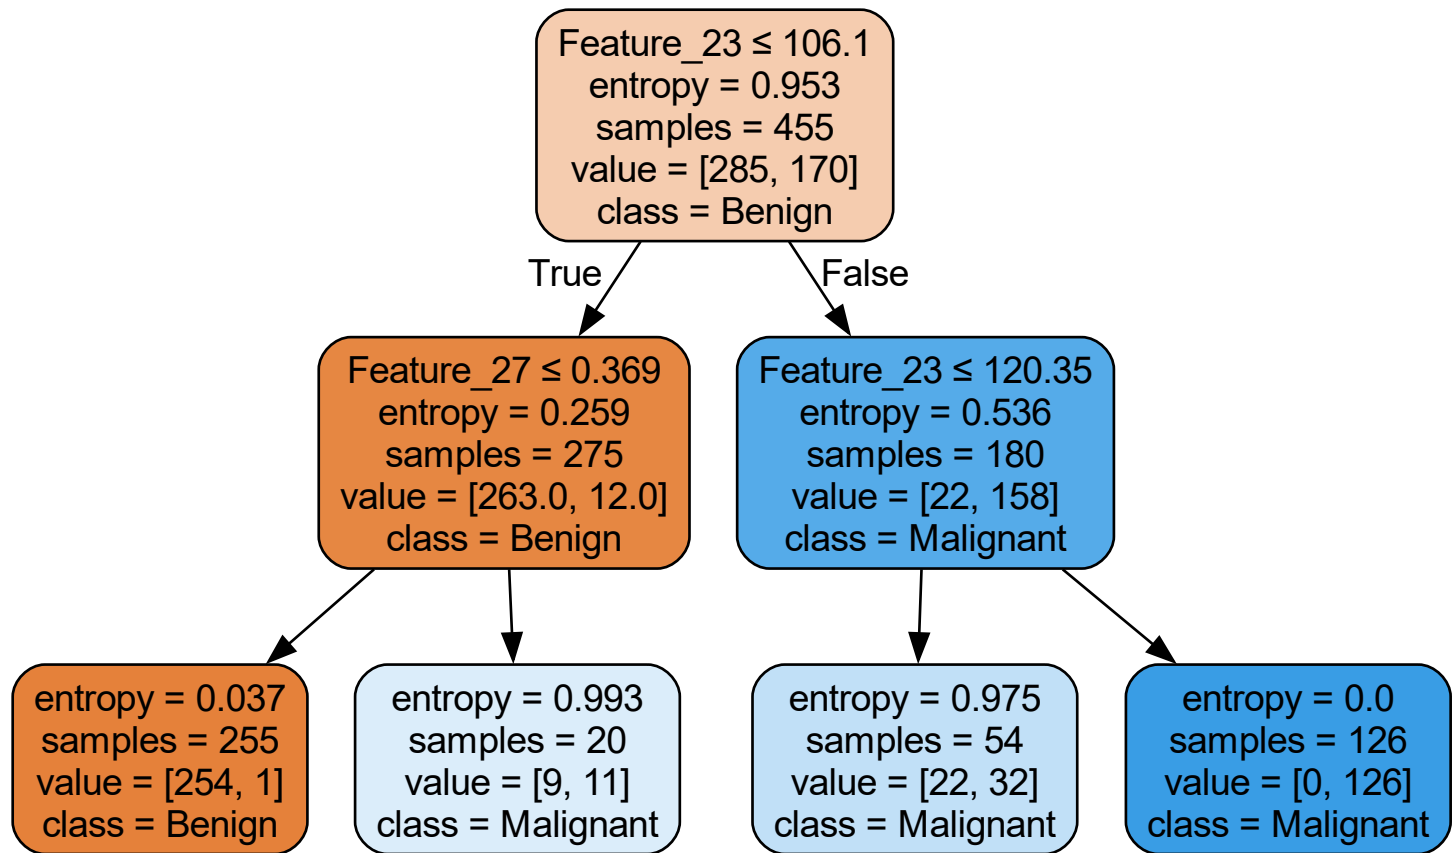 Feature_23 ≤ 106.1
entropy = 0.953
samples = 455
value = [285, 170]
class = Benign
True
False
Feature_27 ≤ 0.369
entropy = 0.259
samples = 275
value = [263.0, 12.0]
class = Benign
Feature_23 ≤ 120.35
entropy = 0.536
samples = 180
value = [22, 158]
class = Malignant
entropy = 0.037
samples = 255
value = [254, 1]
class = Benign
entropy = 0.993
samples = 20
value = [9, 11]
class = Malignant
entropy = 0.975
samples = 54
value = [22, 32]
class = Malignant
entropy = 0.0
samples = 126
value = [0, 126]
class = Malignant